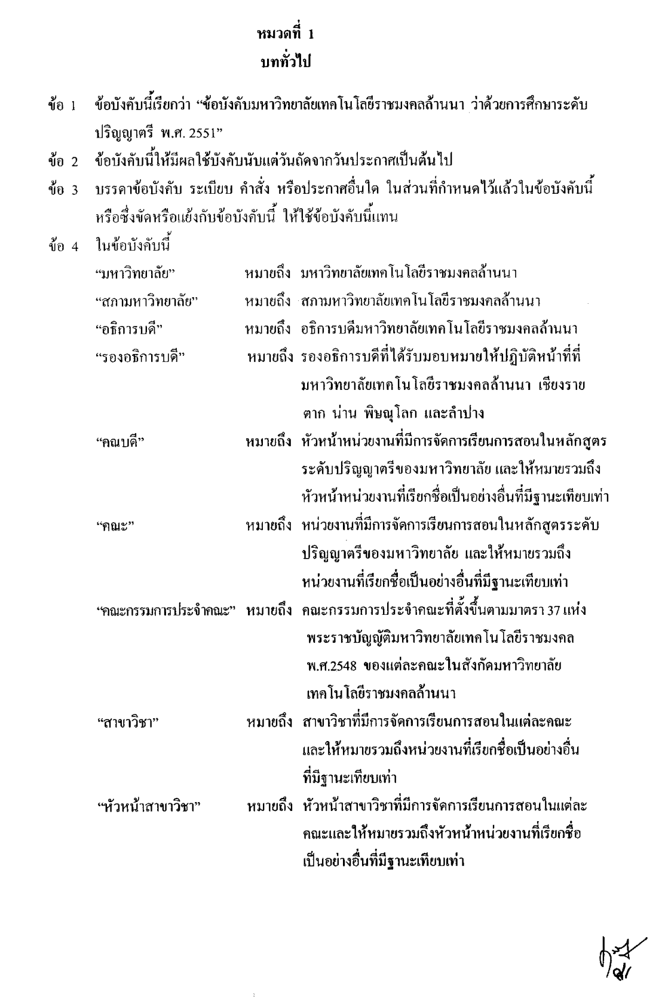 หมวดที่ 1
บททั่วไป
ข้อ 1 ข้อบังคับนี้เรียกว่า “ข้อบังคับมหาวิทยาลัยเทคโนโลยีราชมงคลล้านนา ว่าด้วยการศึกษาระดับ
ปริญญาตรี พ.ศ. 2551”
ข้อ 2 ข้อบังคับนี้ให้มีผลใช้บังคับนับแต่วันถัดจากวันประกาศเป็นต้นไป
ข้อ 3 บรรดาข้อบังคับ ระเบียบ คำสั่ง หรือประกาศอื่นใด ในส่วนที่กำหนดไว้แล้วในข้อบังคับนี้
หรือซึ่งขัดหรือแย้งกับข้อบังคับนี้ ให้ใช้ข้อบังคับนี้แทน
ข้อ 4 ในข้อบังคับนี้
“มหาวิทยาลัย” หมายถึง มหาวิทยาลัยเทคโนโลยีราชมงคลล้านนา
“สภามหาวิทยาลัย” หมายถึง สภามหาวิทยาลัยเทคโนโลยีราชมงคลล้านนา
“อธิการบดี” หมายถึง อธิการบดีมหาวิทยาลัยเทคโนโลยีราชมงคลล้านนา
“รองอธิการบดี” หมายถึง รองอธิการบดีที่ได้รับมอบหมายให้ปฏิบัติหน้าที่ที่
มหาวิทยาลัยเทคโนโลยีราชมงคลล้านนา เชียงราย
ตาก น่าน พิษณุโลก และลำปาง
“คณบดี” หมายถึง หัวหน้าหน่วยงานที่มีการจัดการเรียนการสอนในหลักสูตร
ระดับปริญญาตรีของมหาวิทยาลัย และให้หมายรวมถึง
หัวหน้าหน่วยงานที่เรียกชื่อเป็นอย่างอื่นที่มีฐานะเทียบเท่า
“คณะ” หมายถึง หน่วยงานที่มีการจัดการเรียนการสอนในหลักสูตรระดับ
ปริญญาตรีของมหาวิทยาลัย และให้หมายรวมถึง
หน่วยงานที่เรียกชื่อเป็นอย่างอื่นที่มีฐานะเทียบเท่า
“คณะกรรมการประจำคณะ” หมายถึง คณะกรรมการประจำคณะที่ตั้งขึ้นตามมาตรา 37 แห่ง
พระราชบัญญัติมหาวิทยาลัยเทคโนโลยีราชมงคล
พ.ศ.2548 ของแต่ละคณะในสังกัดมหาวิทยาลัย
เทคโนโลยีราชมงคลล้านนา
“สาขาวิชา” หมายถึง สาขาวิชาที่มีการจัดการเรียนการสอนในแต่ละคณะ
และให้หมายรวมถึงหน่วยงานที่เรียกชื่อเป็นอย่างอื่น
ที่มีฐานะเทียบเท่า
“หัวหน้าสาขาวิชา” หมายถึง หัวหน้าสาขาวิชาที่มีการจัดการเรียนการสอนในแต่ละ
คณะและให้หมายรวมถึงหัวหน้าหน่วยงานที่เรียกชื่อ
เป็นอย่างอื่นที่มีฐานะเทียบเท่า